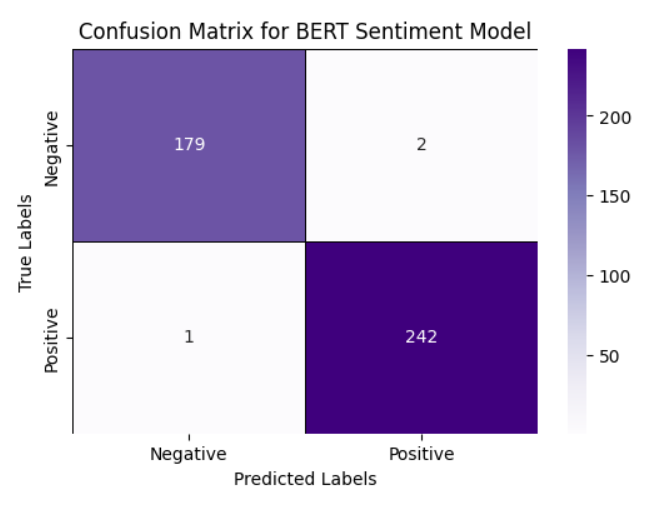 Confusion Matrix for BERT Sentiment Model
True Labels
Negative
179
2
Positive
1
242
Negative
Positive
Predicted Labels
200
150
100
50